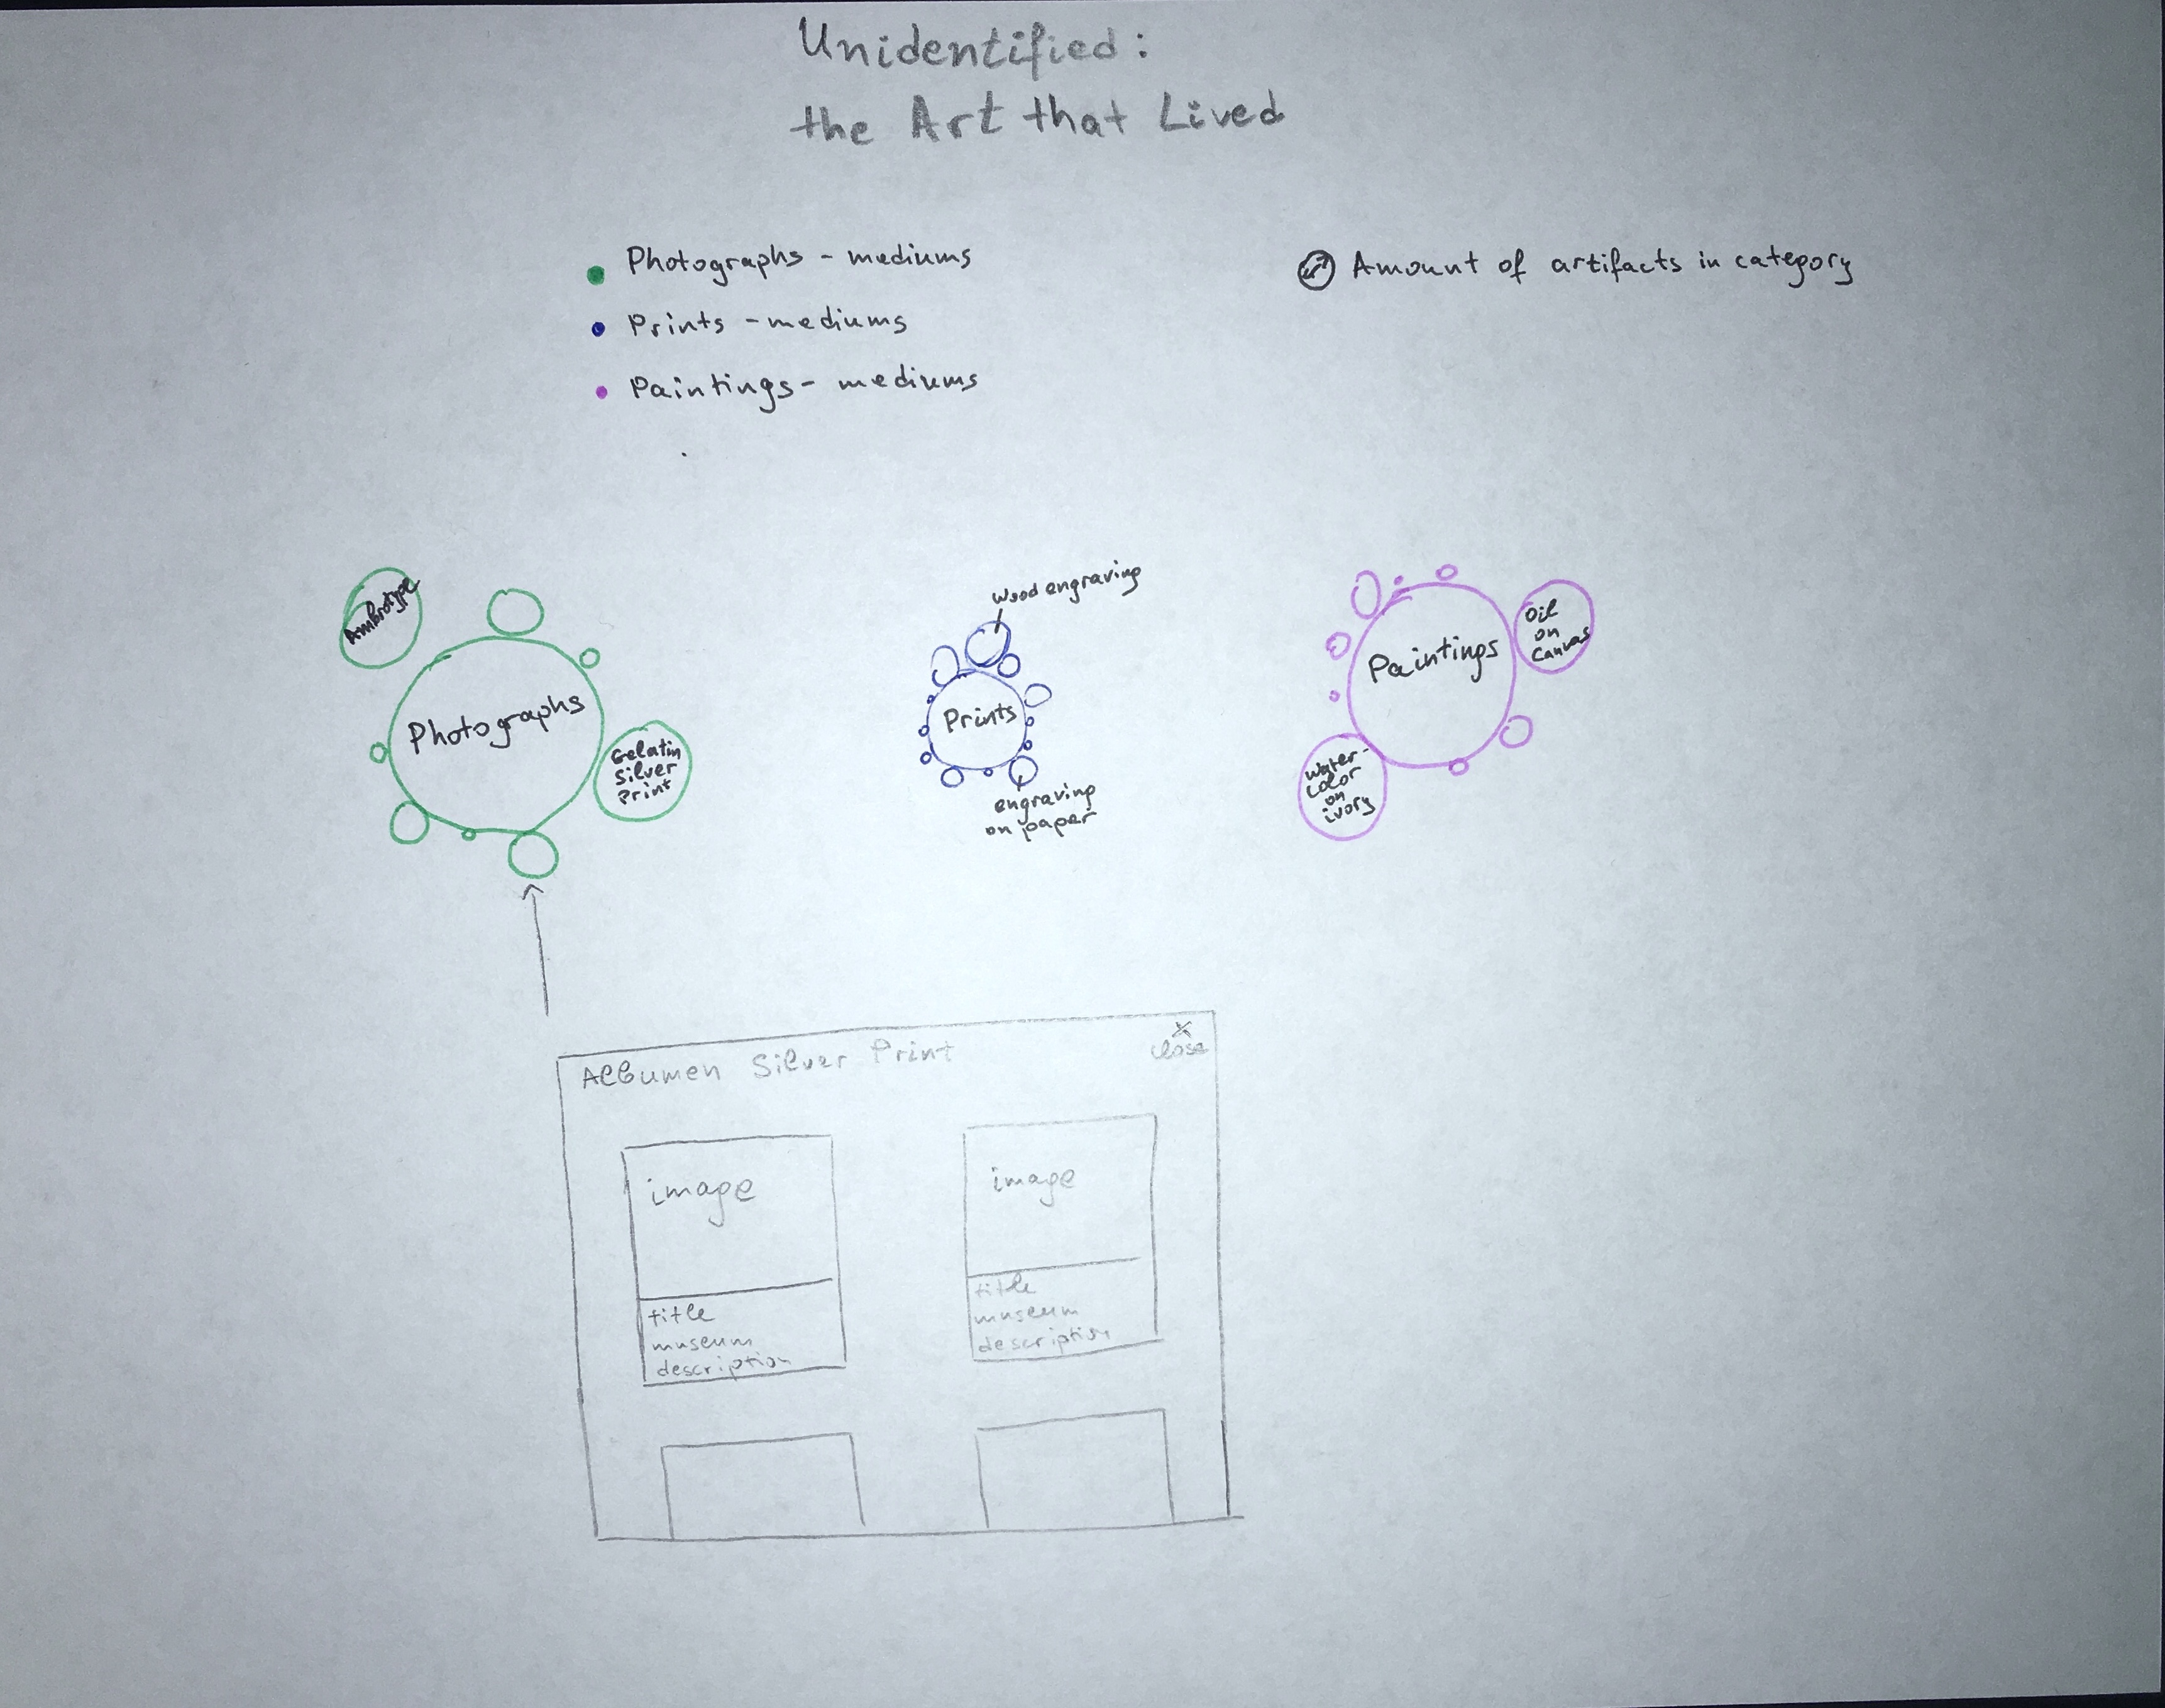 Unidentified:
the Art that Lived
Photographs - mediums
Prints - mediums
Paintings - mediums
Amount of artifacts in category
Ambrotype
Photographs
Gelatin
Silver
Print
Wood engraving
Prints
engraving
on paper
Paintings
Oil
on
Canvas
Water-
color
on
ivory
Albumen Silver Print
X
close
image
title
museum
description
image
title
museum
description